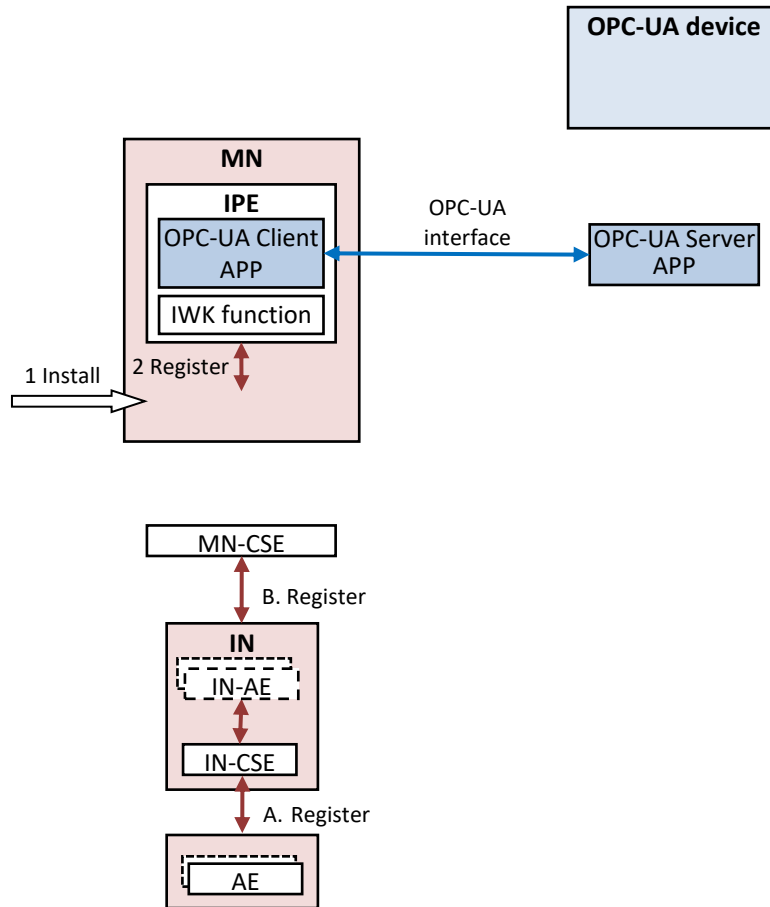 OPC-UA device
MN
IPE
OPC-UA Client
APP
IWK function
OPC-UA
interface
OPC-UA Server
APP
2 Register
1 Install
MN-CSE
B. Register
IN
IN-AE
IN-CSE
A. Register
AE